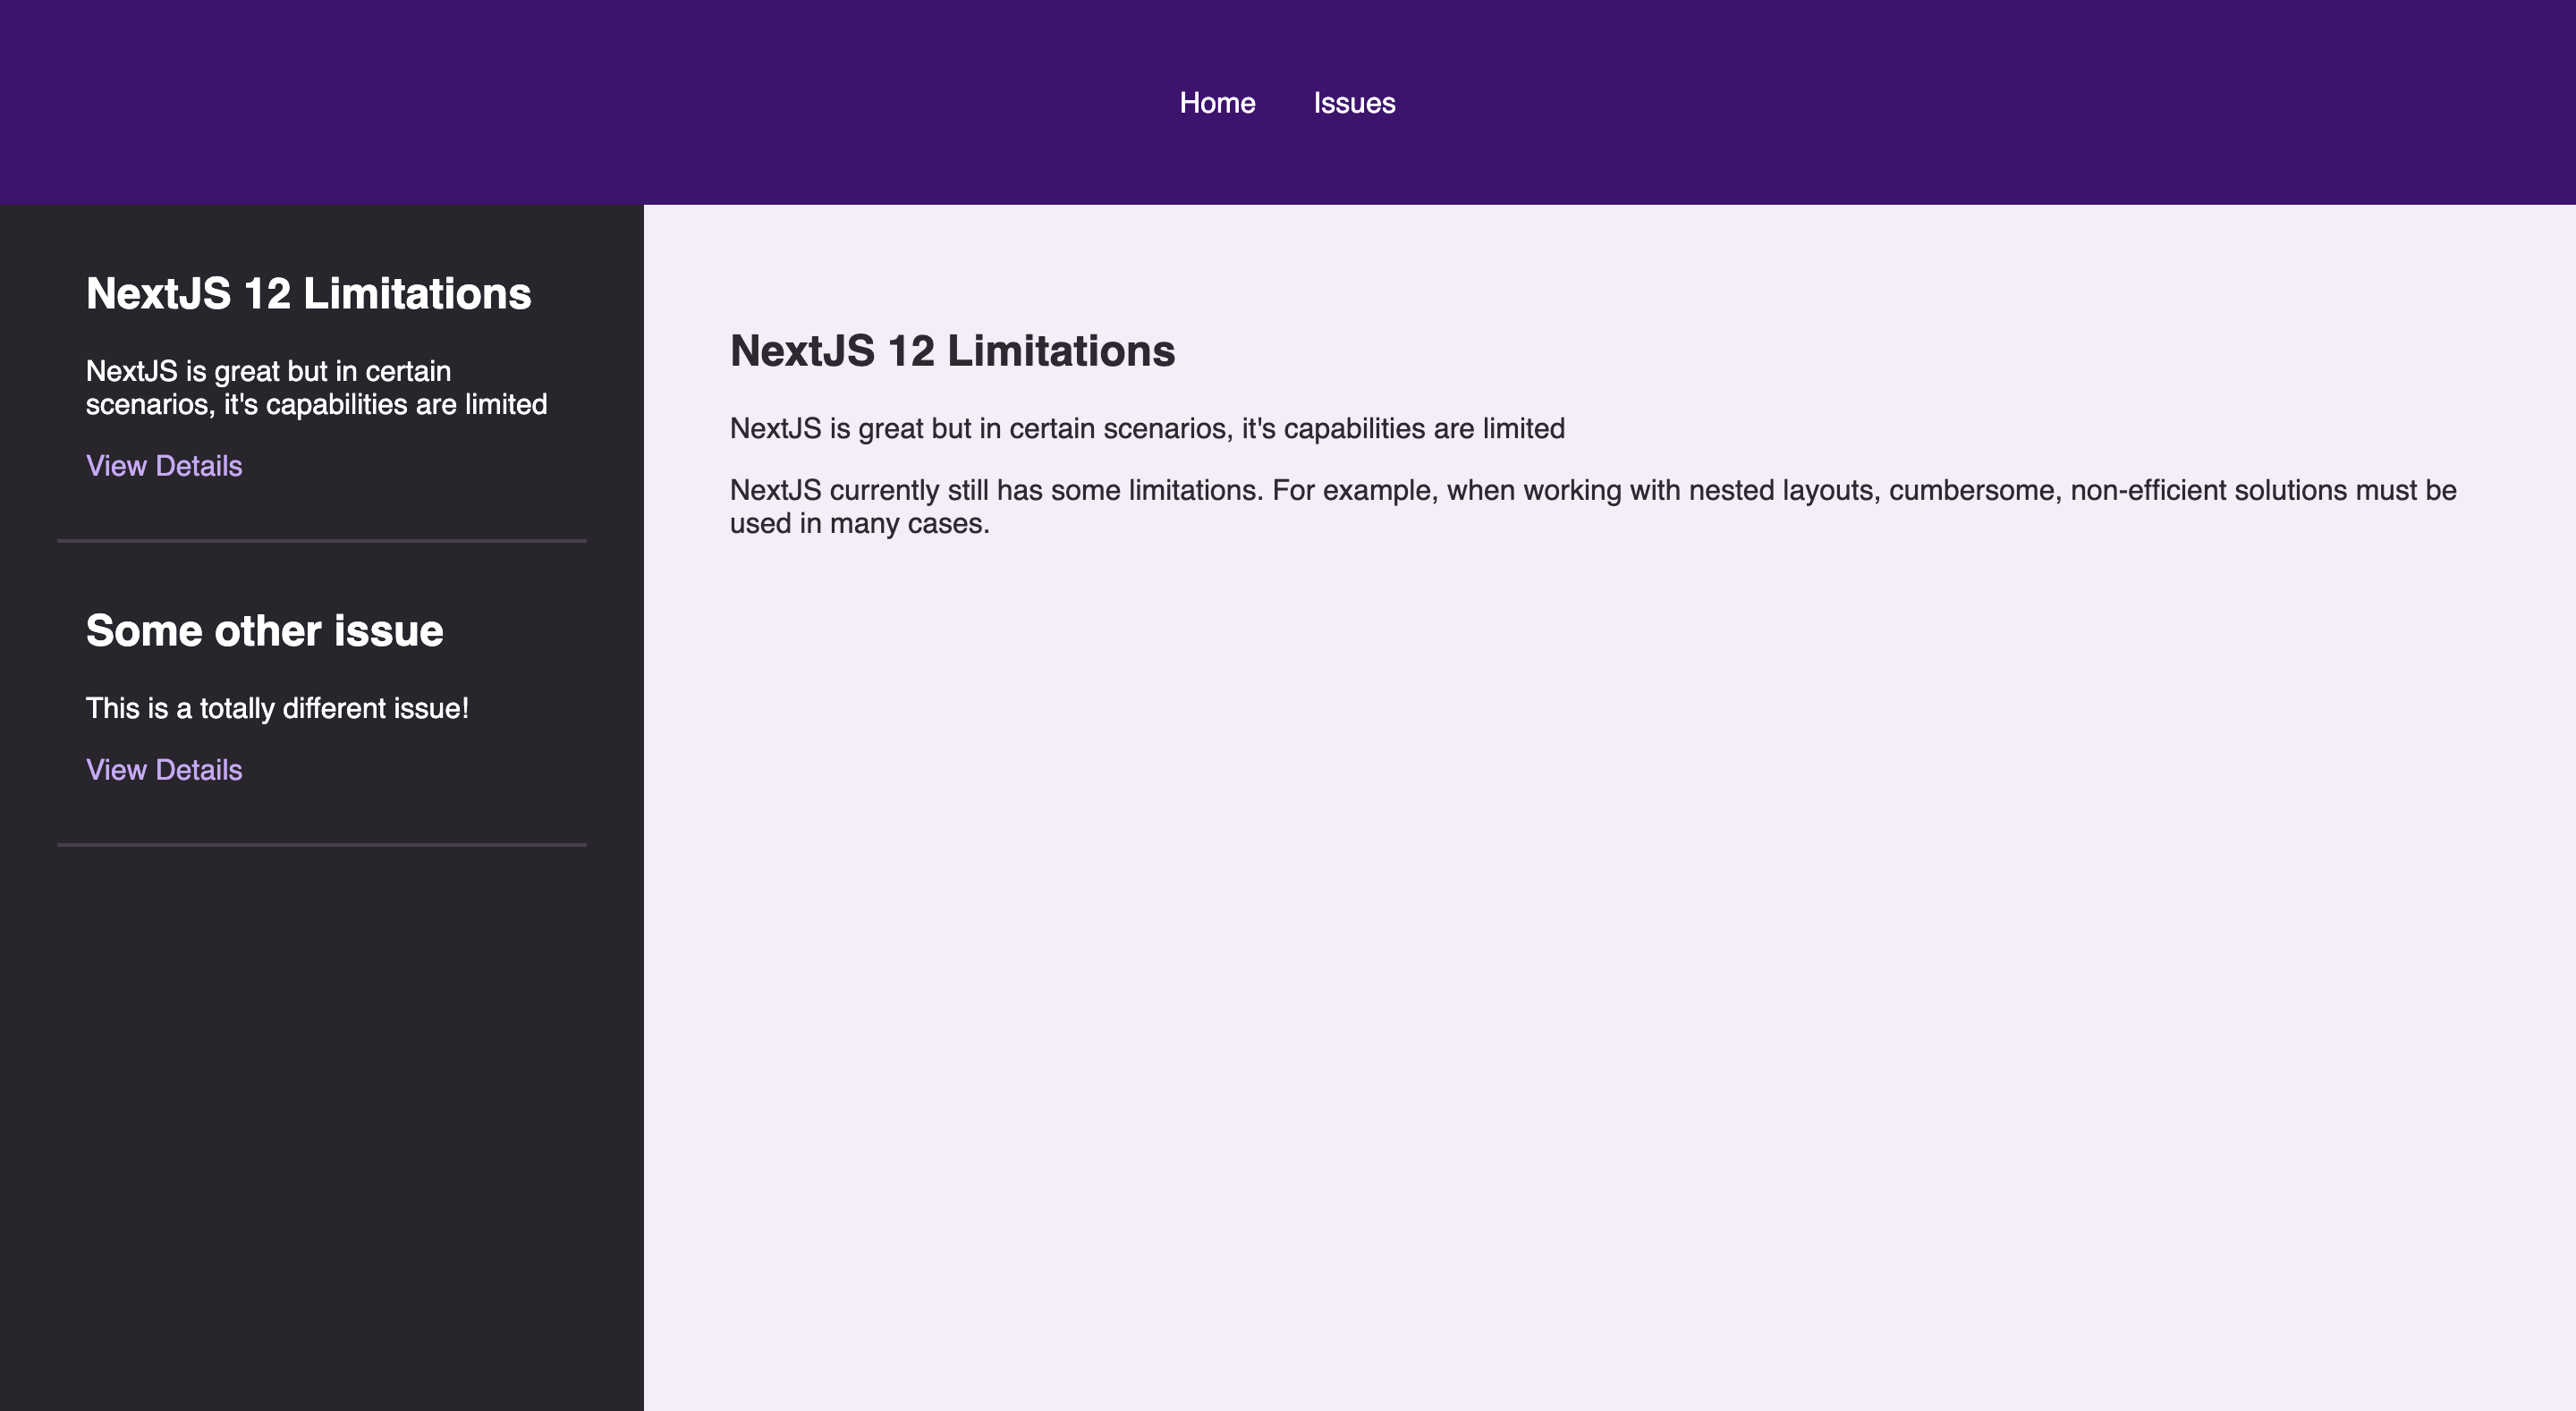 Home Issues
NextJS 12 Limitations
NextJS is great but in certain
scenarios, it's capabilities are limited
View Details
Some other issue
This is a totally different issue!
View Details
NextJS 12 Limitations
NextJS is great but in certain scenarios, it's capabilities are limited
NextJS currently still has some limitations. For example, when working with nested layouts, cumbersome, non-efficient solutions must be
used in many cases.